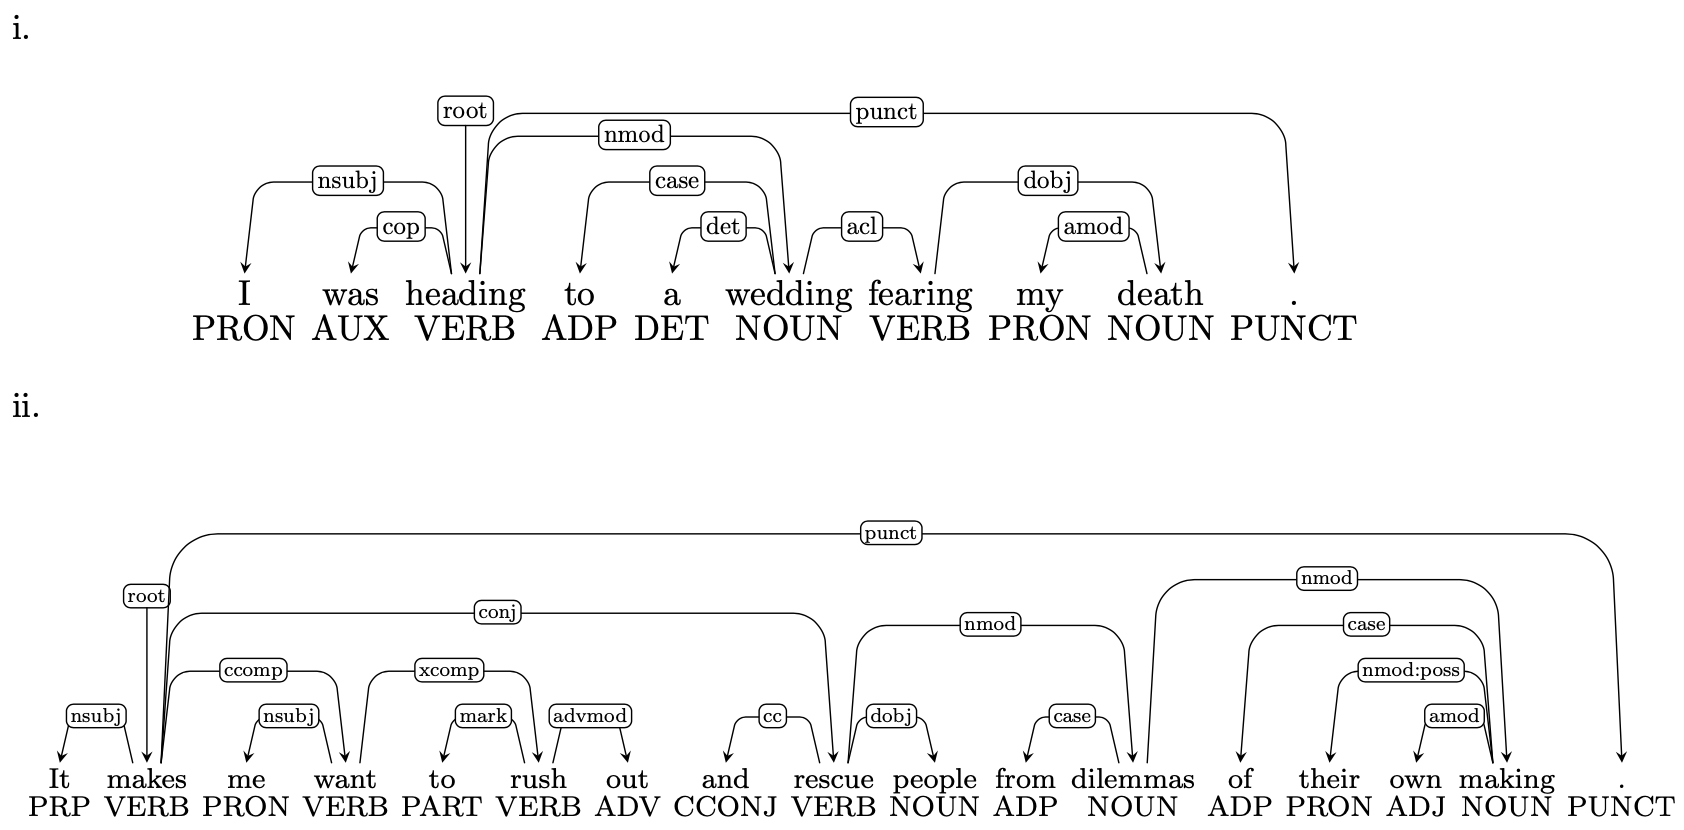 i.
root punct
nmod
nsubj case dobj
cop det acl amod
I was heading to a wedding fearing my death .
PRON AUX VERB ADP DET NOUN VERB PRON NOUN PUNCT
ii.
punct
nmod
root
conj nmod case
ccomp xcomp nmod:poss
nsubj nsubj mark advmod cc dobj case amod
It makes me want to rush out and rescue people from dilemmas of their own making .
PRP VERB PRON VERB PART VERB ADV CCONJ VERB NOUN ADP NOUN ADP PRON ADJ NOUN PUNCT